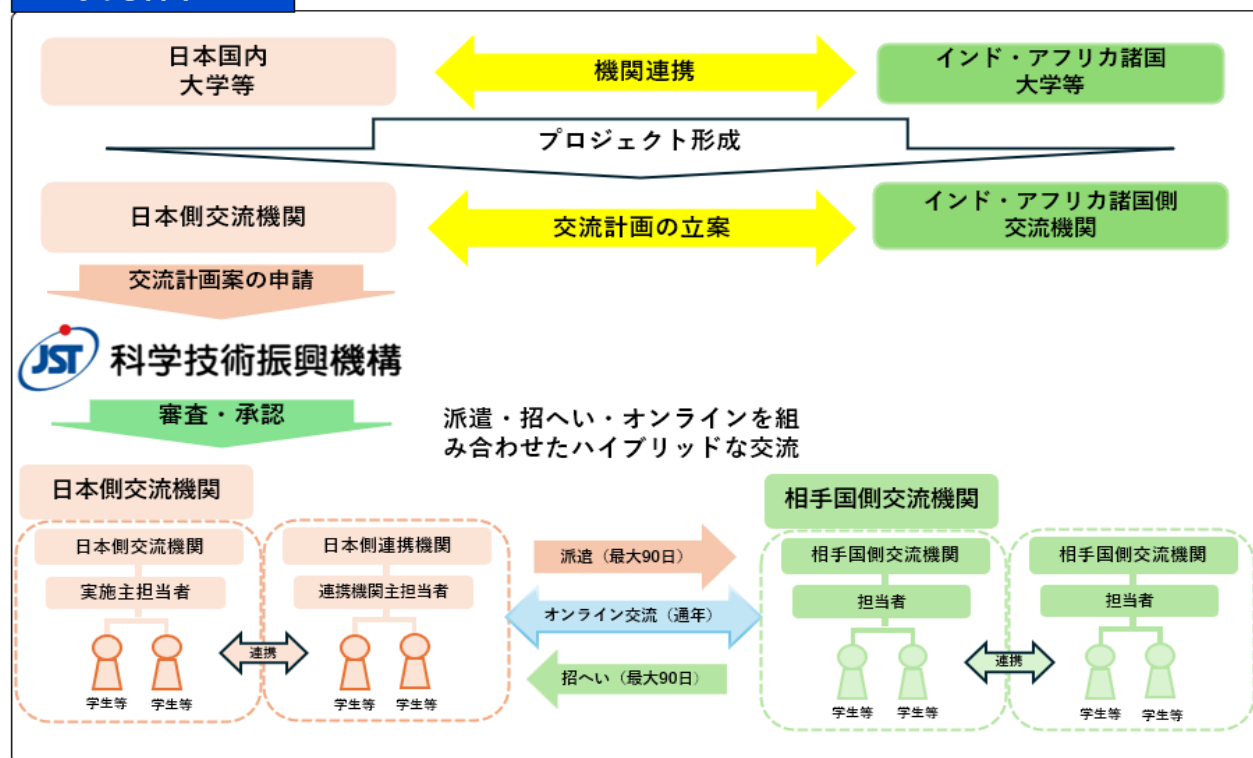 日本国内
大学等
機関連携
インド・アフリカ諸国
大学等
プロジェクト形成
日本側交流機関
交流計画の立案
インド・アフリカ諸国側
交流機関
交流計画案の申請
JST 科学技術振興機構
審査・承認
派遣・招へい・オンラインを組
み合わせたハイブリッドな交流
日本側交流機関
相手国側交流機関
日本側交流機関
日本側連携機関
派遣（最大90日）
相手国側交流機関
相手国側交流機関
実施主担当者
連携機関主担当者
オンライン交流（通年）
担当者
担当者
連携
招へい（最大90日）
連携
学生等
学生等
学生等
学生等
学生等
学生等
学生等
学生等